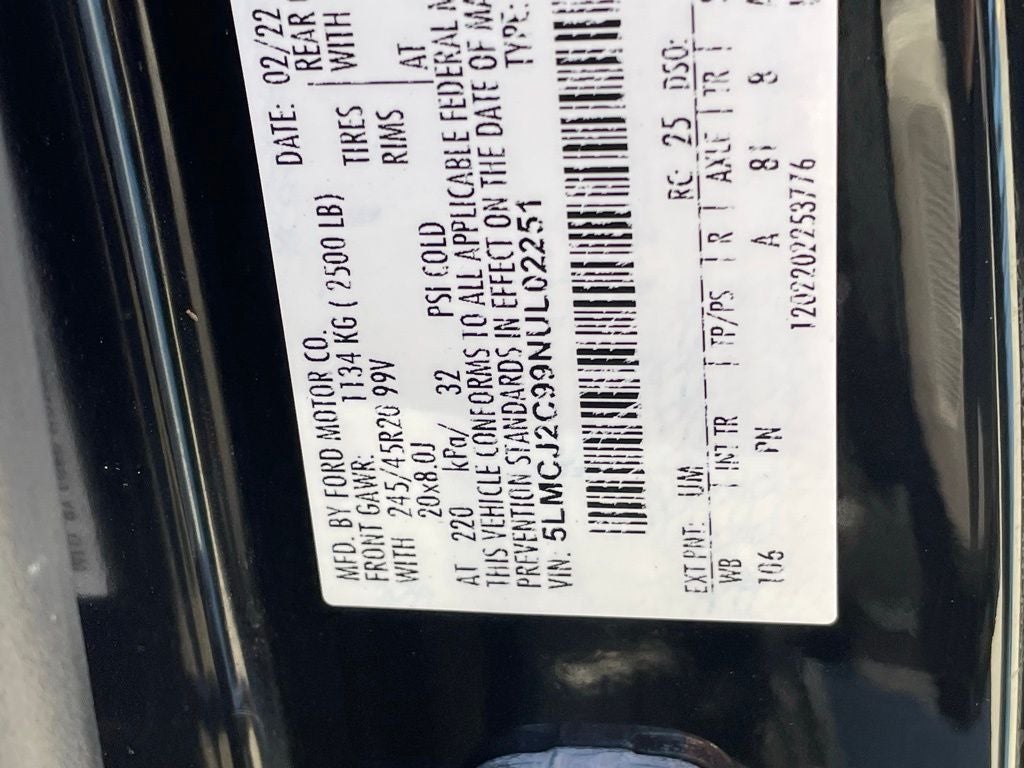 MFD. BY FORD MOTOR CO. DATE: 02/22
FRONT GAWR: 1134 KG ( 2500 LB) REAR
WITH 245/45R20 99V TIRES WITH
20x8.0J RIMS
AT 220 kPa/ 32 PSI COLD AT
THIS VEHICLE CONFORMS TO ALL APPLICABLE FEDERAL
PREVENTION STANDARDS IN EFFECT ON THE DATE OF
VIN: 5LMCJ2C99NUL02251 TYPE:
EXT PNT: UM RC: 25 DSO:
WB INT TR TP/PS R AXLE TR
106 PN A 81 8
1202202253776